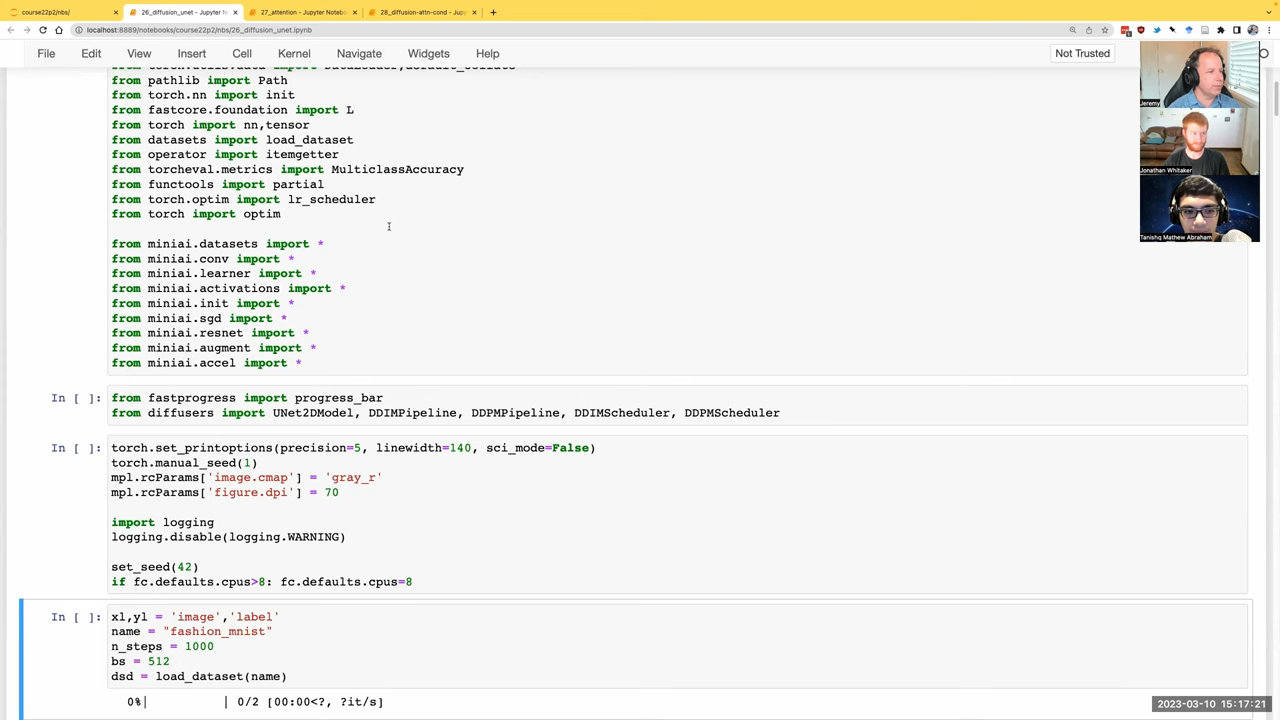 course22p2/nbs/
26_diffusion_unet - Jupyter N
27_attention - Jupyter Notebo
28_diffusion-attn-cond - Jupy
localhost:8889/notebooks/course22p2/nbs/26_diffusion_unet.ipynb
File Edit View Insert Cell Kernel Navigate Widgets Help
Not Trusted
from pathlib import Path
from torch.nn import init
from fastcore.foundation import L
from torch import nn,tensor
from datasets import load_dataset
from operator import itemgetter
from torcheval.metrics import MulticlassAccuracy
from functools import partial
from torch.optim import lr_scheduler
from torch import optim
from miniai.datasets import *
from miniai.conv import *
from miniai.learner import *
from miniai.activations import *
from miniai.init import *
from miniai.sgd import *
from miniai.resnet import *
from miniai.augment import *
from miniai.accel import *
In [ ]: from fastprogress import progress_bar
from diffusers import UNet2DModel, DDIMPipeline, DDPMPipeline, DDIMScheduler, DDPMScheduler
In [ ]: torch.set_printoptions(precision=5, linewidth=140, sci_mode=False)
torch.manual_seed(1)
mpl.rcParams['image.cmap'] = 'gray_r'
mpl.rcParams['figure.dpi'] = 70
import logging
logging.disable(logging.WARNING)
set_seed(42)
if fc.defaults.cpus>8: fc.defaults.cpus=8
In [ ]: xl,yl = 'image','label'
name = "fashion_mnist"
n_steps = 1000
bs = 512
dsd = load_dataset(name)
0%| | 0/2 [00:00<?, ?it/s]
Jeremy
Jonathan Whitaker
Tanishq Mathew Abraham
2023-03-10 15:17:21